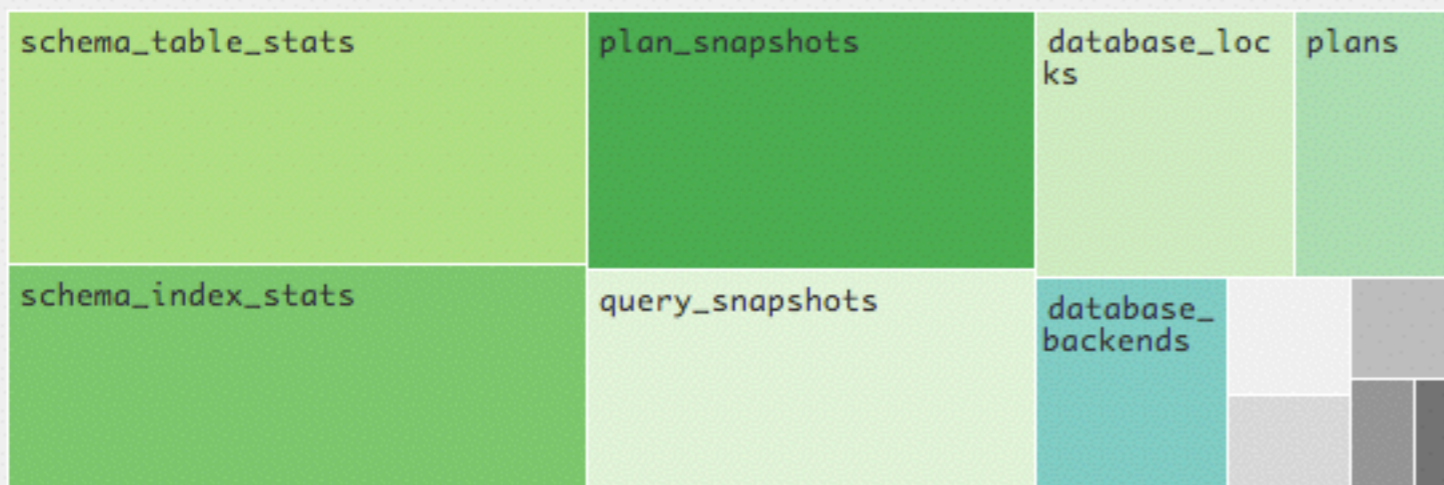 schema_table_stats
plan_snapshots
database_loc
ks
plans
schema_index_stats
query_snapshots
database_
backends